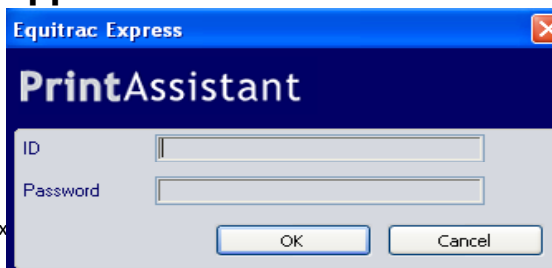 Equitrac Express
PrintAssistant
ID
Password
x
OK Cancel